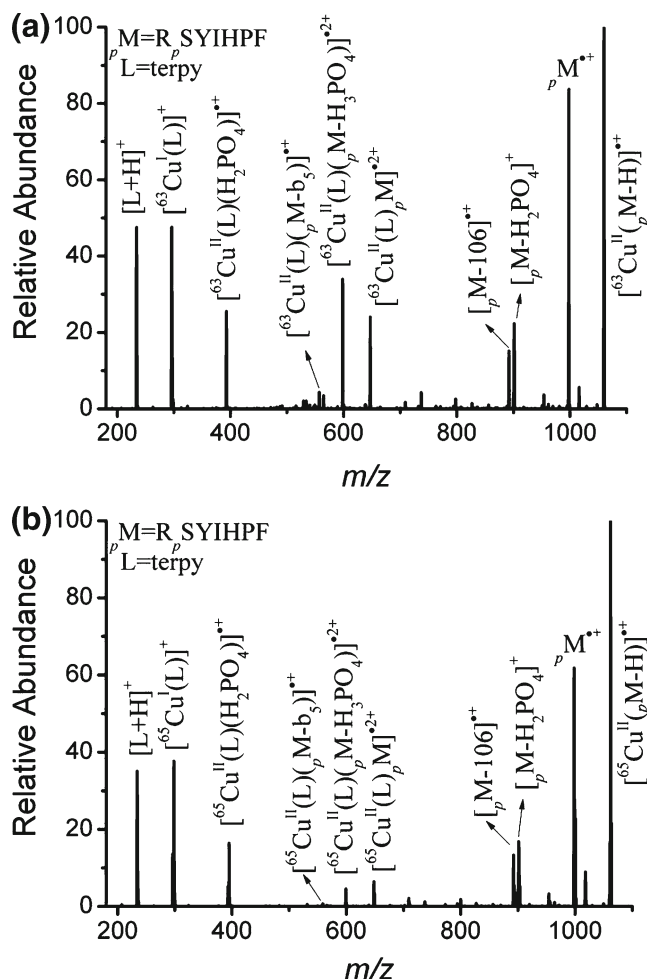 (a)
100
80
60
40
20
0
Relative Abundance
ₚM=RₚSYIHPF
L=terpy
[L+H]⁺
[⁶³Cuᴵ(L)]⁺
[⁶³Cuᴵᴵ(L)(H₂PO₄)]•⁺
[⁶³Cuᴵᴵ(L)(ₚM-b₅)]•⁺
[⁶³Cuᴵᴵ(L)(ₚM-H₃PO₄)]•²⁺
[⁶³Cuᴵᴵ(L)ₚM]•²⁺
[ₚM-106]•⁺
[ₚM-H₂PO₄]⁺
ₚM•⁺
[⁶³Cuᴵᴵ(ₚM-H)]•⁺
200 400 600 800 1000
m/z
(b)
100
80
60
40
20
0
Relative Abundance
ₚM=RₚSYIHPF
L=terpy
[L+H]⁺
[⁶⁵Cuᴵ(L)]⁺
[⁶⁵Cuᴵᴵ(L)(H₂PO₄)]•⁺
[⁶⁵Cuᴵᴵ(L)(ₚM-b₅)]•⁺
[⁶⁵Cuᴵᴵ(L)(ₚM-H₃PO₄)]•²⁺
[⁶⁵Cuᴵᴵ(L)ₚM]•²⁺
[ₚM-106]•⁺
[ₚM-H₂PO₄]⁺
ₚM•⁺
[⁶⁵Cuᴵᴵ(ₚM-H)]•⁺
200 400 600 800 1000
m/z